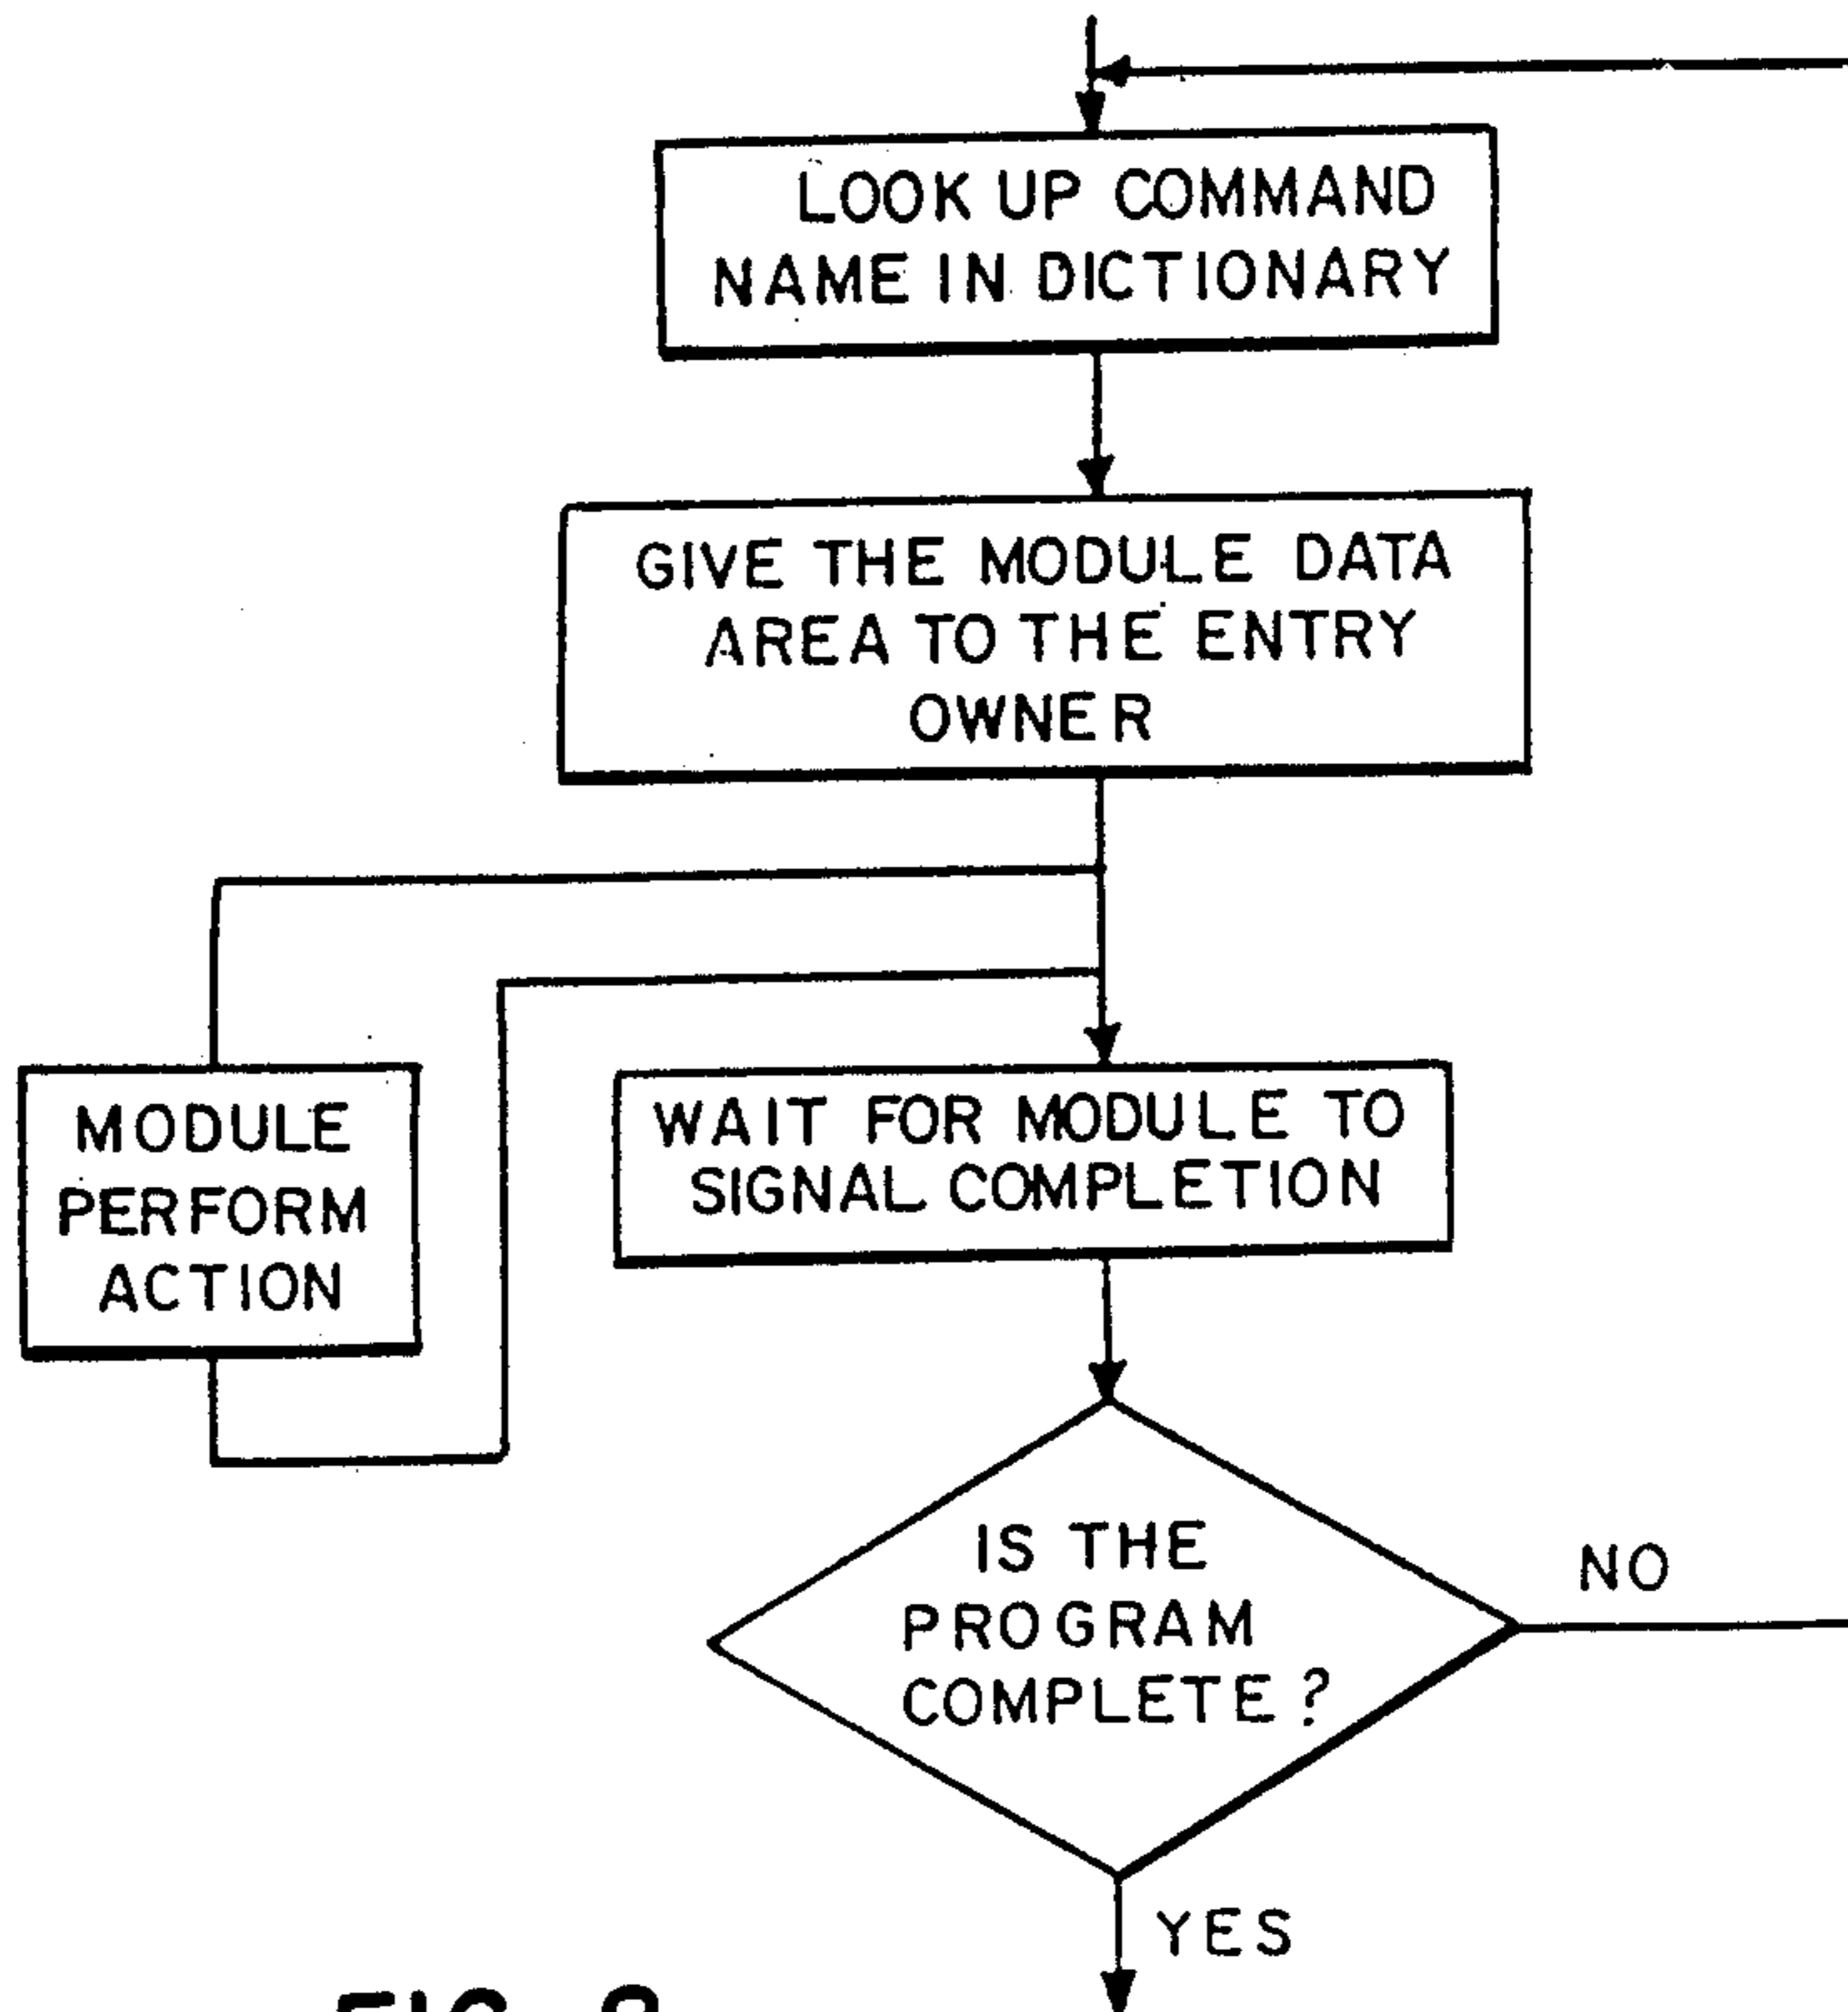 LOOK UP COMMAND
NAME IN DICTIONARY
GIVE THE MODULE DATA
AREA TO THE ENTRY
OWNER
MODULE
PERFORM
ACTION
WAIT FOR MODULE TO
SIGNAL COMPLETION
IS THE
PROGRAM
COMPLETE?
NO
YES